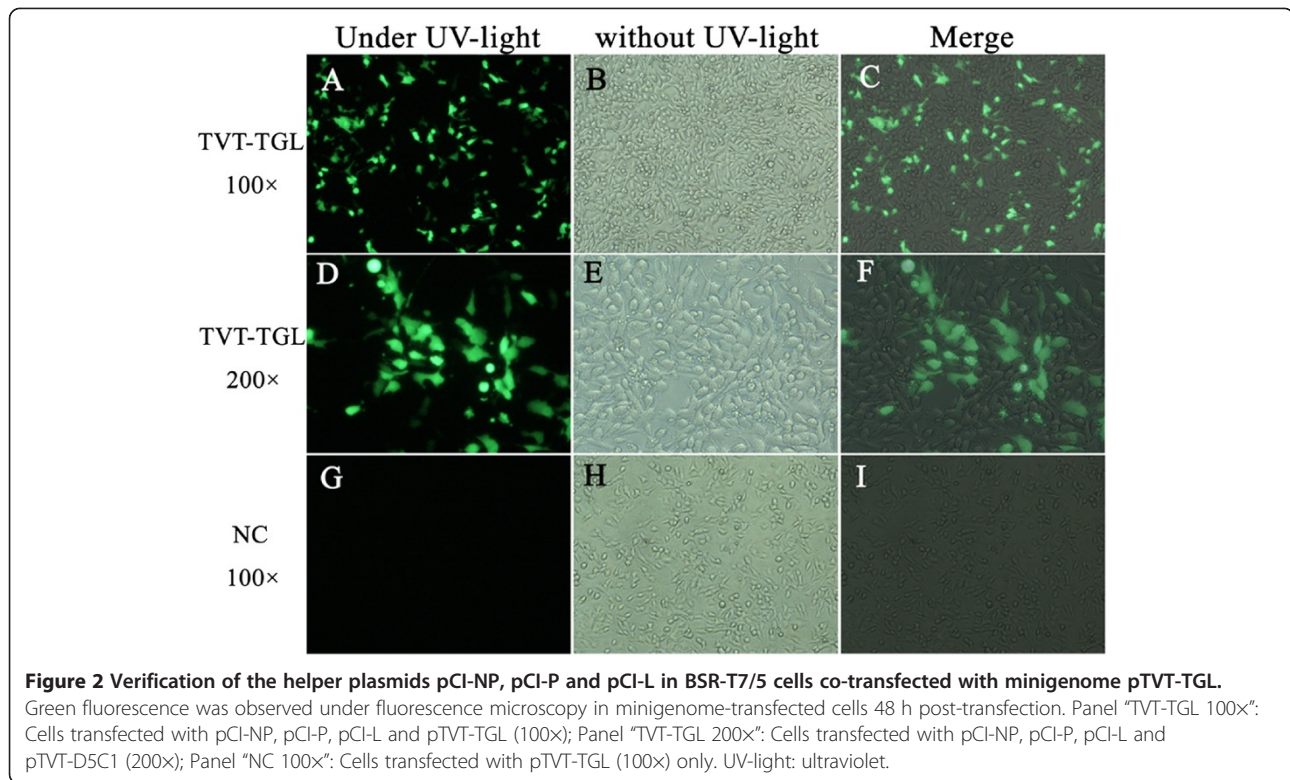 Under UV-light without UV-light Merge
A B C
TVT-TGL
100×
D E F
TVT-TGL
200×
G H I
NC
100×
Figure 2 Verification of the helper plasmids pCI-NP, pCI-P and pCI-L in BSR-T7/5 cells co-transfected with minigenome pTVT-TGL.
Green fluorescence was observed under fluorescence microscopy in minigenome-transfected cells 48 h post-transfection. Panel “TVT-TGL 100×”:
Cells transfected with pCI-NP, pCI-P, pCI-L and pTVT-TGL (100×); Panel “TVT-TGL 200×”: Cells transfected with pCI-NP, pCI-P, pCI-L and
pTVT-D5C1 (200×); Panel “NC 100×”: Cells transfected with pTVT-TGL (100×) only. UV-light: ultraviolet.